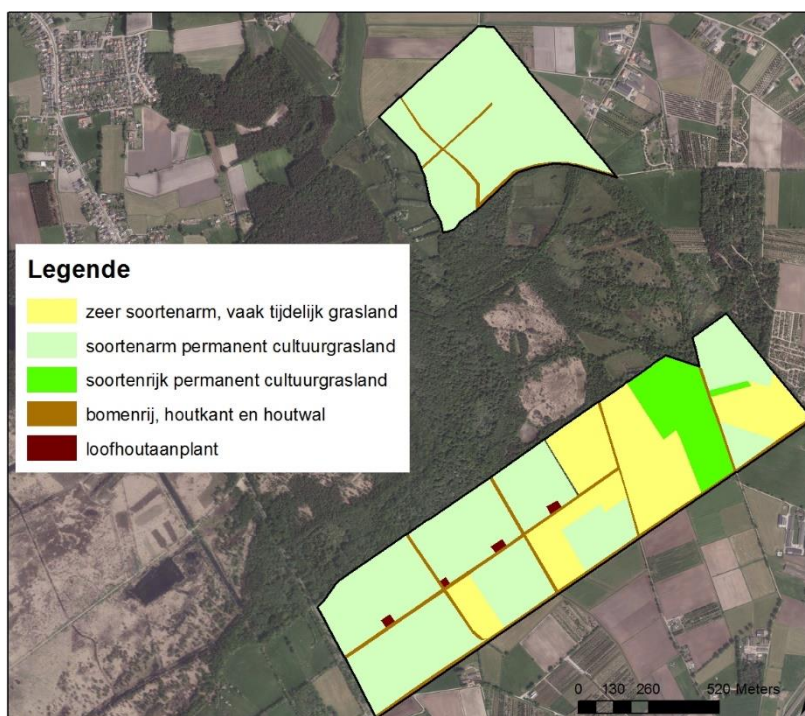 Legende
zeer soortenarm, vaak tijdelijk grasland
soortenarm permanent cultuurgrasland
soortenrijk permanent cultuurgrasland
bomenrij, houtkant en houtwal
loofhoutaanplant
0 130 260 520 Meters